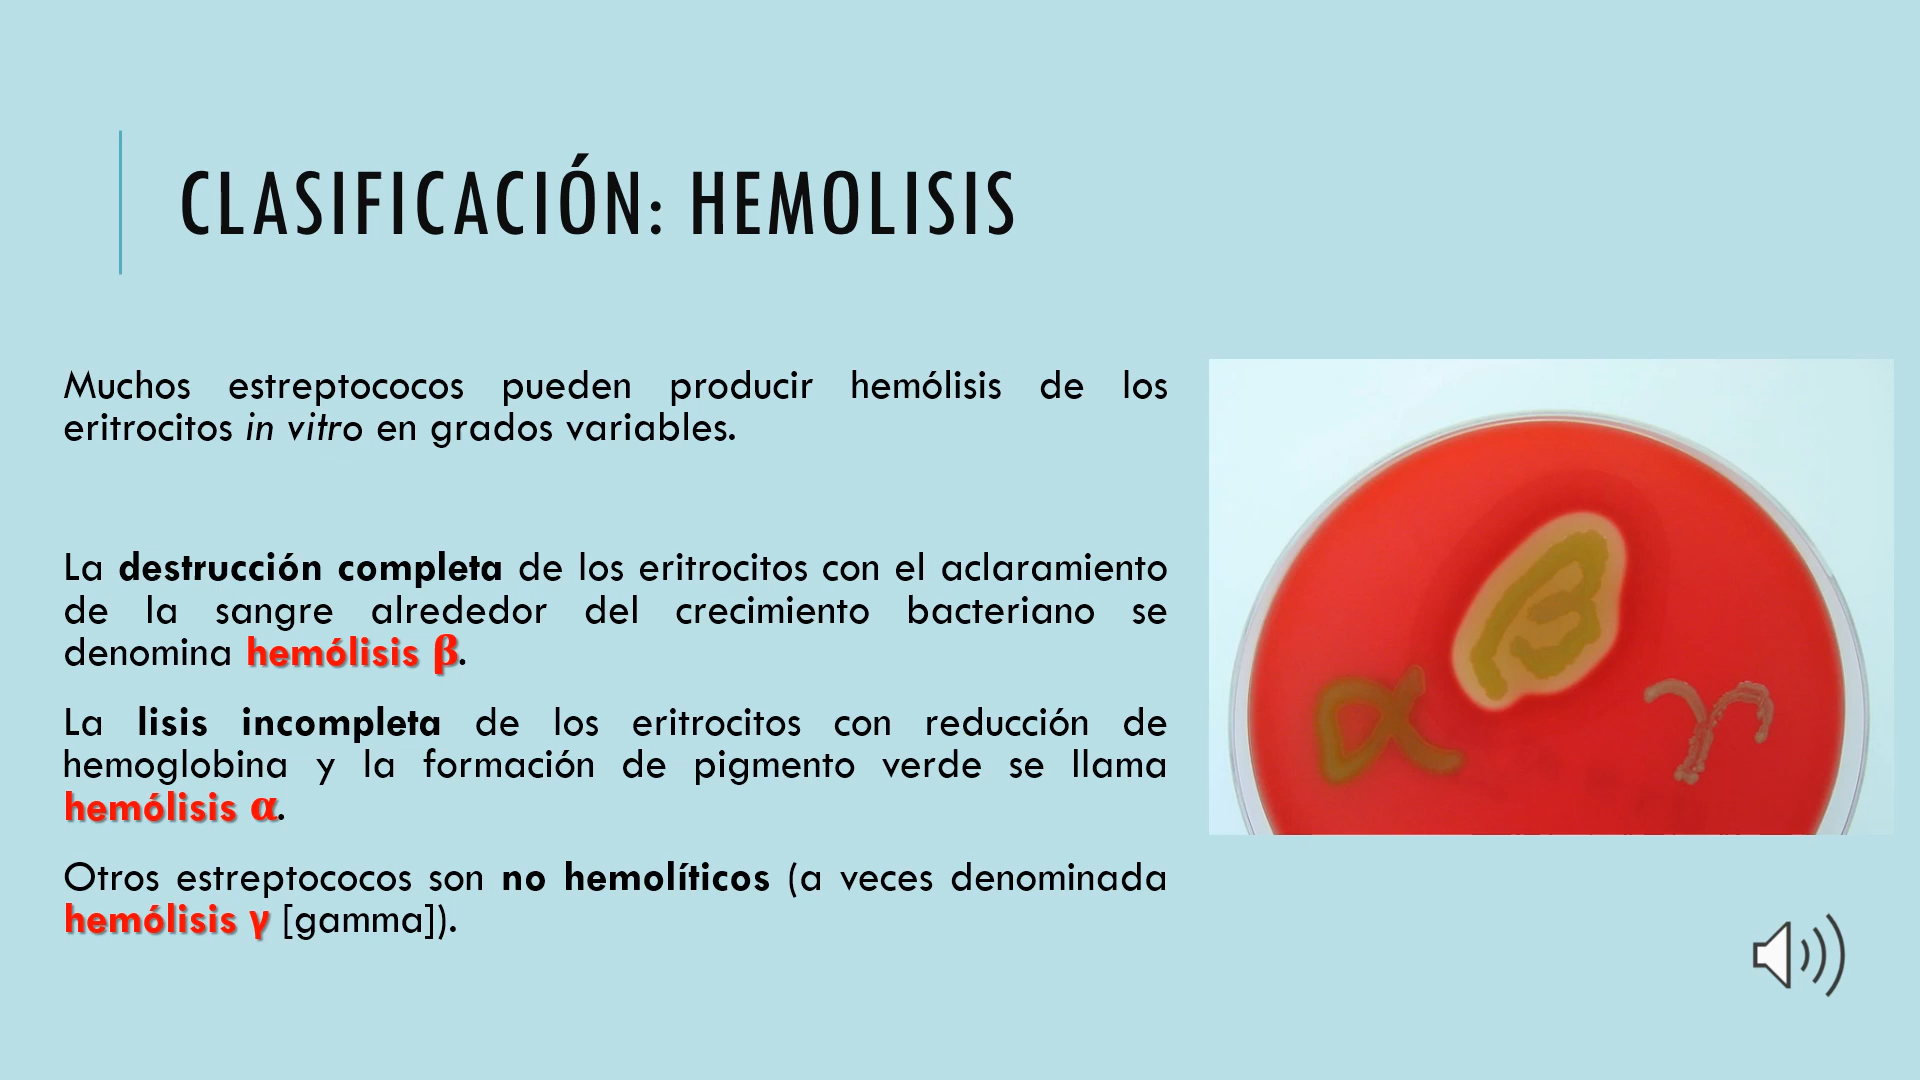 CLASIFICACIÓN: HEMOLISIS
Muchos estreptococos pueden producir hemólisis de los
eritrocitos in vitro en grados variables.
La destrucción completa de los eritrocitos con el aclaramiento
de la sangre alrededor del crecimiento bacteriano se
denomina hemólisis β.
La lisis incompleta de los eritrocitos con reducción de
hemoglobina y la formación de pigmento verde se llama
hemólisis α.
Otros estreptococos son no hemolíticos (a veces denominada
hemólisis γ [gamma]).
β
α γ